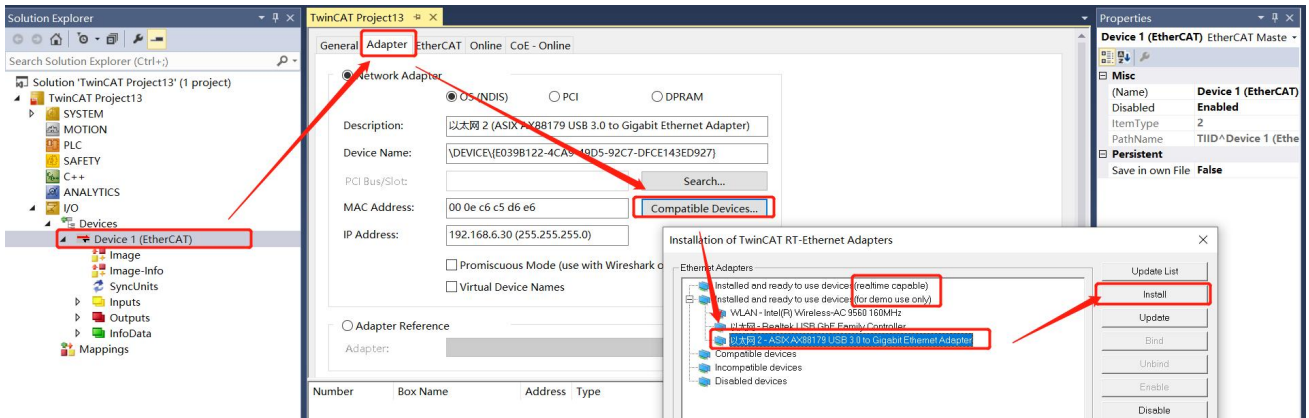 Solution Explorer
Search Solution Explorer (Ctrl+;)
Solution 'TwinCAT Project13' (1 project)
TwinCAT Project13
SYSTEM
MOTION
PLC
SAFETY
C++
ANALYTICS
I/O
Devices
Device 1 (EtherCAT)
Image
Image-Info
SyncUnits
Inputs
Outputs
InfoData
Mappings
TwinCAT Project13
General Adapter EtherCAT Online CoE - Online
Network Adapter
OS (NDIS) PCI DPRAM
Description: 以太网 2 (ASIX AX88179 USB 3.0 to Gigabit Ethernet Adapter)
Device Name:
PCI Bus/Slot: Search...
MAC Address: 00 0e c6 c5 d6 e6 Compatible Devices...
IP Address: 192.168.6.30 (255.255.255.0)
Promiscuous Mode (use with Wireshark
Virtual Device Names
Adapter Reference
Adapter:
Number Box Name Address Type
Installation of TwinCAT RT-Ethernet Adapters
Ethernet Adapters
Installed and ready to use devices(realtime capable)
Installed and ready to use devices(for demo use only)
WLAN - Intel(R) Wireless-AC 9560 160MHz
以太网 - Realtek USB GbE Family Controller
以太网 2 - ASIX AX88179 USB 3.0 to Gigabit Ethernet Adapter
Compatible devices
Incompatible devices
Disabled devices
Update List
Install
Update
Bind
Unbind
Enable
Disable
Properties
Device 1 (EtherCAT) EtherCAT Maste
Misc
(Name) Device 1 (EtherCAT)
Disabled Enabled
ItemType 2
PathName TIID^Device 1 (Ethe
Persistent
Save in own File False